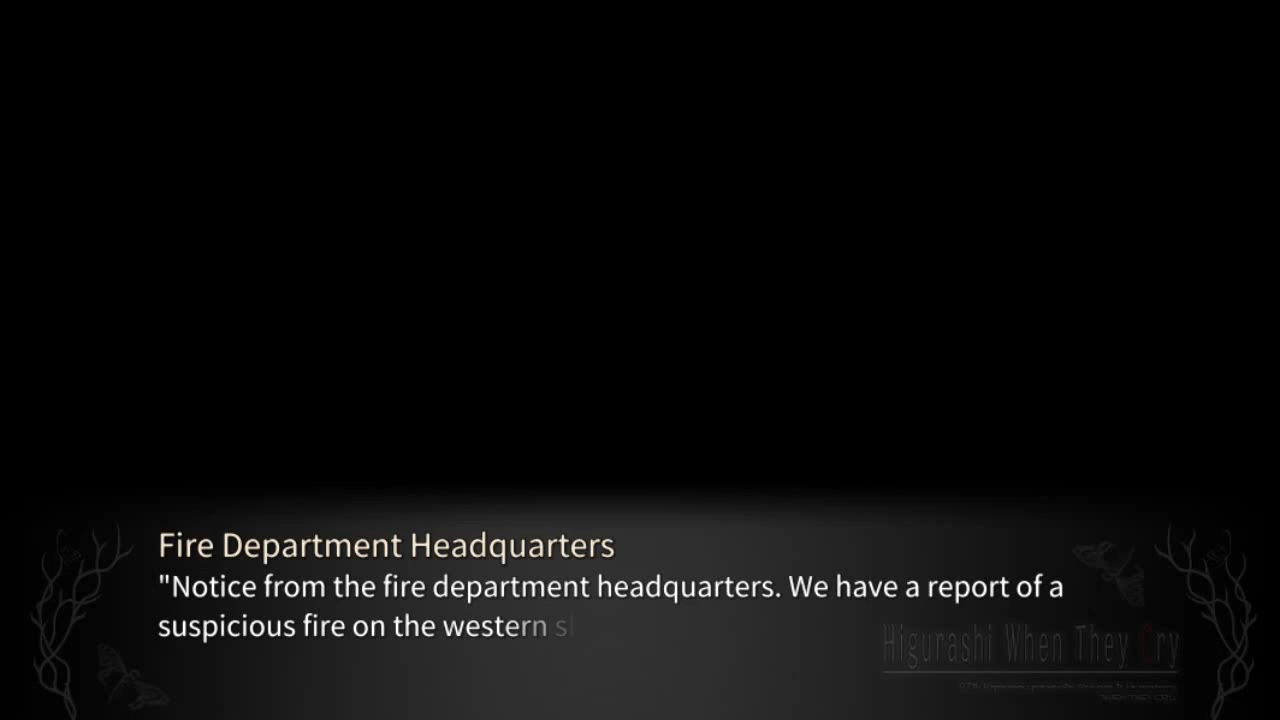 Fire Department Headquarters
"Notice from the fire department headquarters. We have a report of a
suspicious fire on the western
Higurashi When They Cry